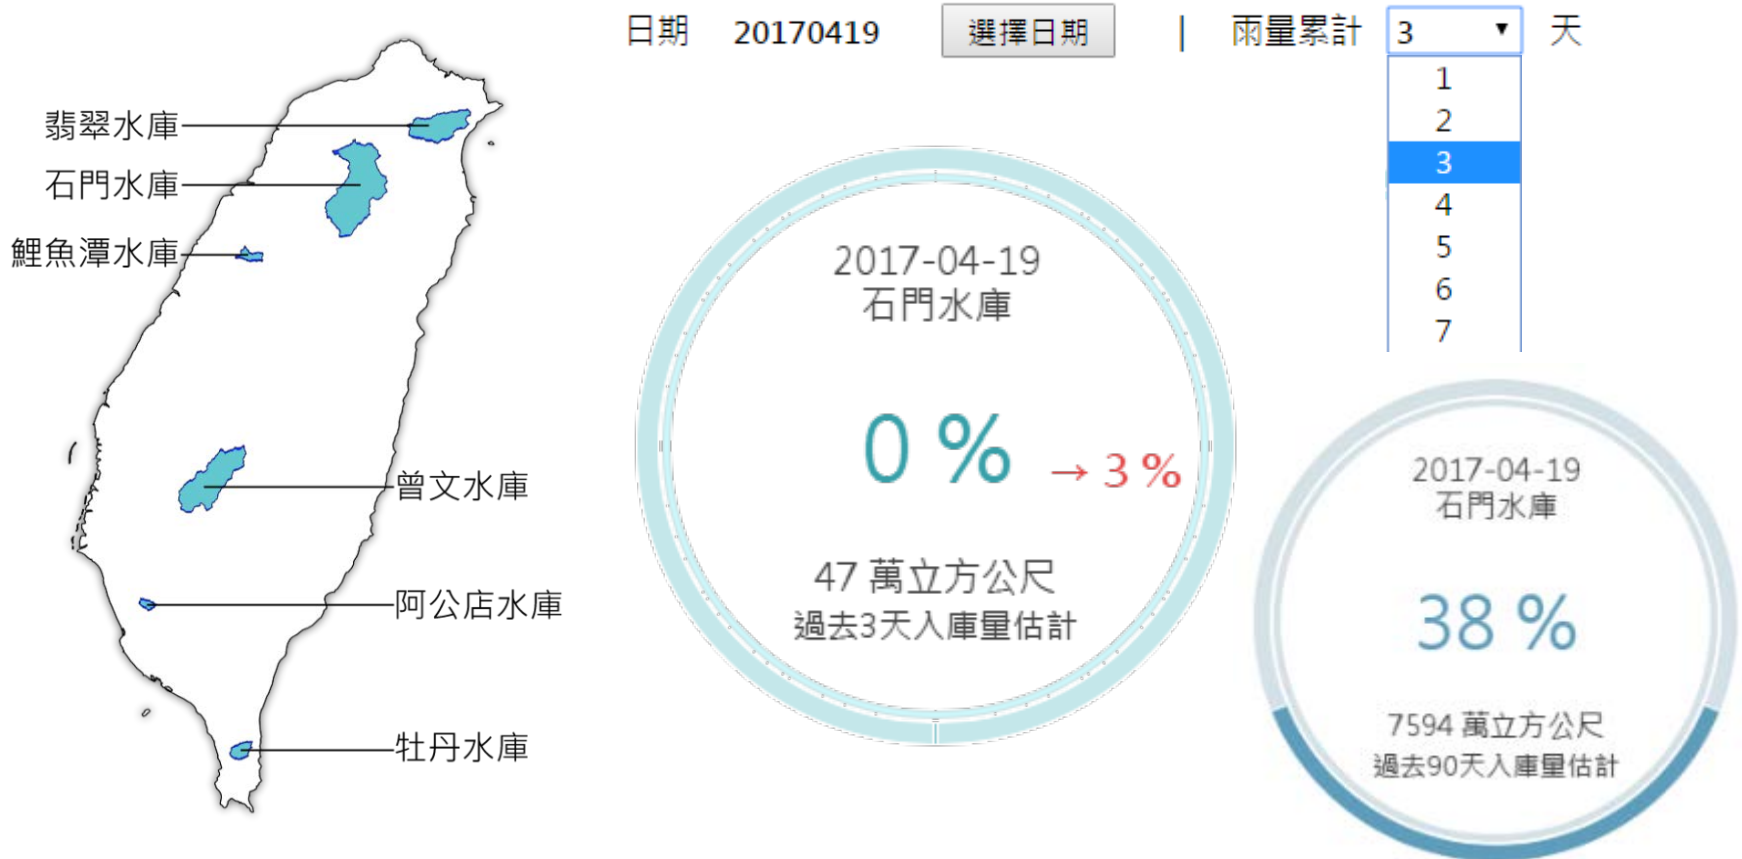 日期 20170419 選擇日期 | 雨量累計 3 天
1
2
3
4
5
6
7
翡翠水庫
石門水庫
鯉魚潭水庫
曾文水庫
阿公店水庫
牡丹水庫
2017-04-19
石門水庫
0 % → 3 %
47 萬立方公尺
過去3天入庫量估計
2017-04-19
石門水庫
38 %
7594 萬立方公尺
過去90天入庫量估計